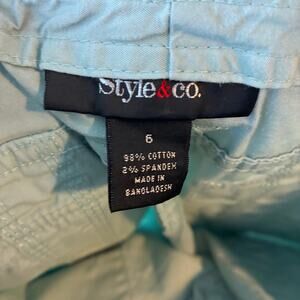 Style&co.
6
98% COTTON
2% SPANDEX
MADE IN
BANGLADESH